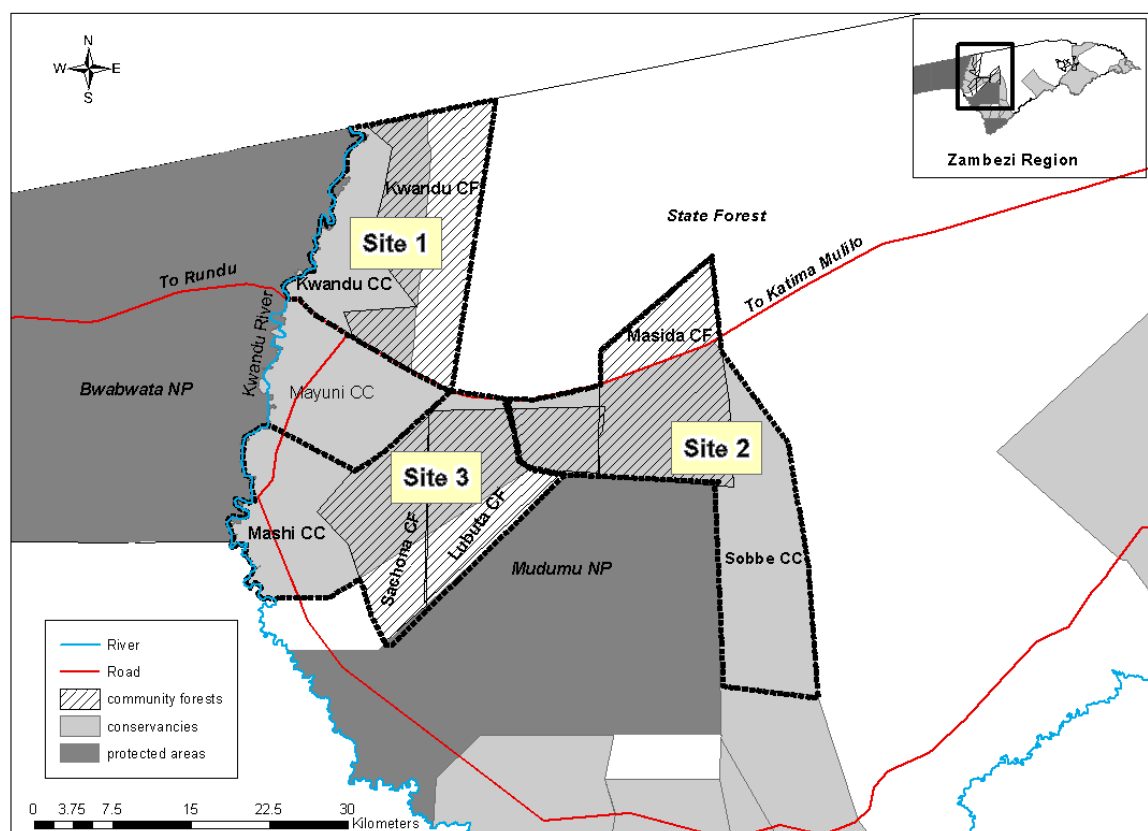 N
W E
S
Zambezi Region
Kwandu CF
State Forest
Site 1
To Rundu
Kwandu CC
To Katima Mulilo
Kwandu River
Masida CF
Bwabwata NP
Mayuni CC
Site 2
Site 3
Lubuta CF
Mashi CC
Sachona CF
Mudumu NP
Sobbe CC
River
Road
community forests
conservancies
protected areas
0 3.75 7.5 15 22.5 30
Kilometers